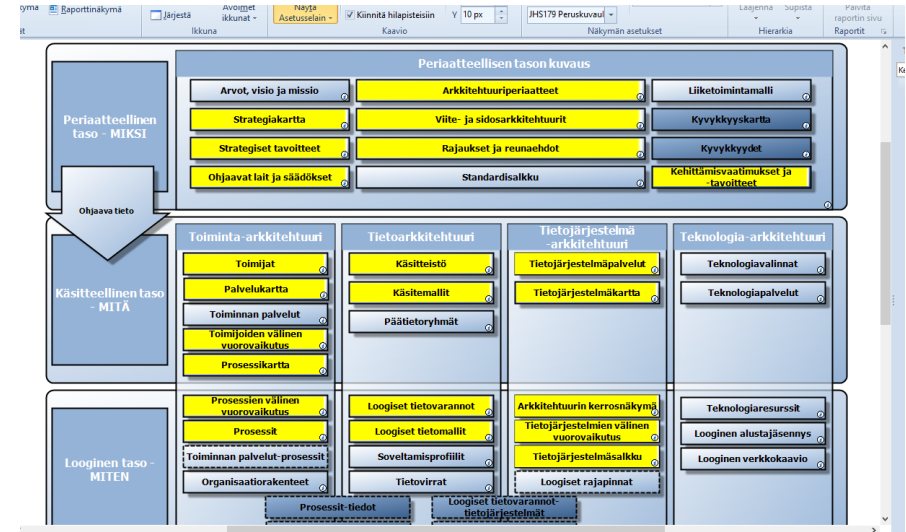 Raporttinäkymä
Järjestä
Avoimet
ikkunat
Näytä
Asetusselain
Kiinnitä hilapisteisiin
Y 10 px
JHS179 Peruskuvaul
Laajenna
Supista
Päivitä
raportin sivu
Ikkuna
Kaavio
Näkymän asetukset
Hierarkia
Raportit
Periaatteellinen
taso - MIKSI
Periaatteellisen tason kuvaus
Arvot, visio ja missio
Arkkitehtuuriperiaatteet
Liiketoimintamalli
Strategiakartta
Viite- ja sidosarkkitehtuurit
Kyvykkyyskartta
Strategiset tavoitteet
Rajaukset ja reunaehdot
Kyvykkyydet
Ohjaavat lait ja säädökset
Standardisalkku
Kehittämisvaatimukset ja
-tavoitteet
Ohjaava tieto
Käsitteellinen taso
- MITÄ
Toiminta-arkkitehtuuri
Tietoarkkitehtuuri
Tietojärjestelmä
-arkkitehtuuri
Teknologia-arkkitehtuuri
Toimijat
Käsitteistö
Tietojärjestelmäpalvelut
Teknologiavalinnat
Palvelukartta
Käsitemallit
Tietojärjestelmäkartta
Teknologiapalvelut
Toiminnan palvelut
Päätietoryhmät
Toimijoiden välinen
vuorovaikutus
Prosessikartta
Looginen taso -
MITEN
Prosessien välinen
vuorovaikutus
Loogiset tietovarannot
Arkkitehtuurin kerrosnäkymä
Teknologiaresurssit
Prosessit
Loogiset tietomallit
Tietojärjestelmien välinen
vuorovaikutus
Looginen alustajäsennys
Toiminnan palvelut-prosessit
Soveltamisprofiilit
Tietojärjestelmäsalkku
Looginen verkkokaavio
Organisaatiorakenteet
Tietovirrat
Loogiset rajapinnat
Prosessit-tiedot
Loogiset tietovarannot-
tietojärjestelmät